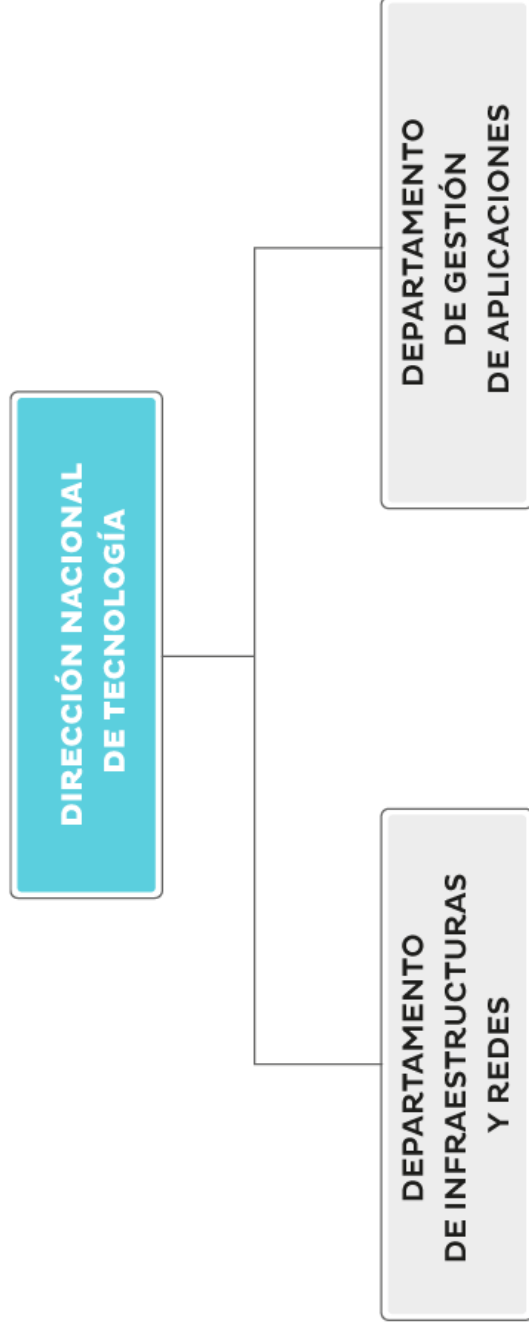 DIRECCIÓN NACIONAL
DE TECNOLOGÍA
DEPARTAMENTO
DE INFRAESTRUCTURAS
Y REDES
DEPARTAMENTO
DE GESTIÓN
DE APLICACIONES